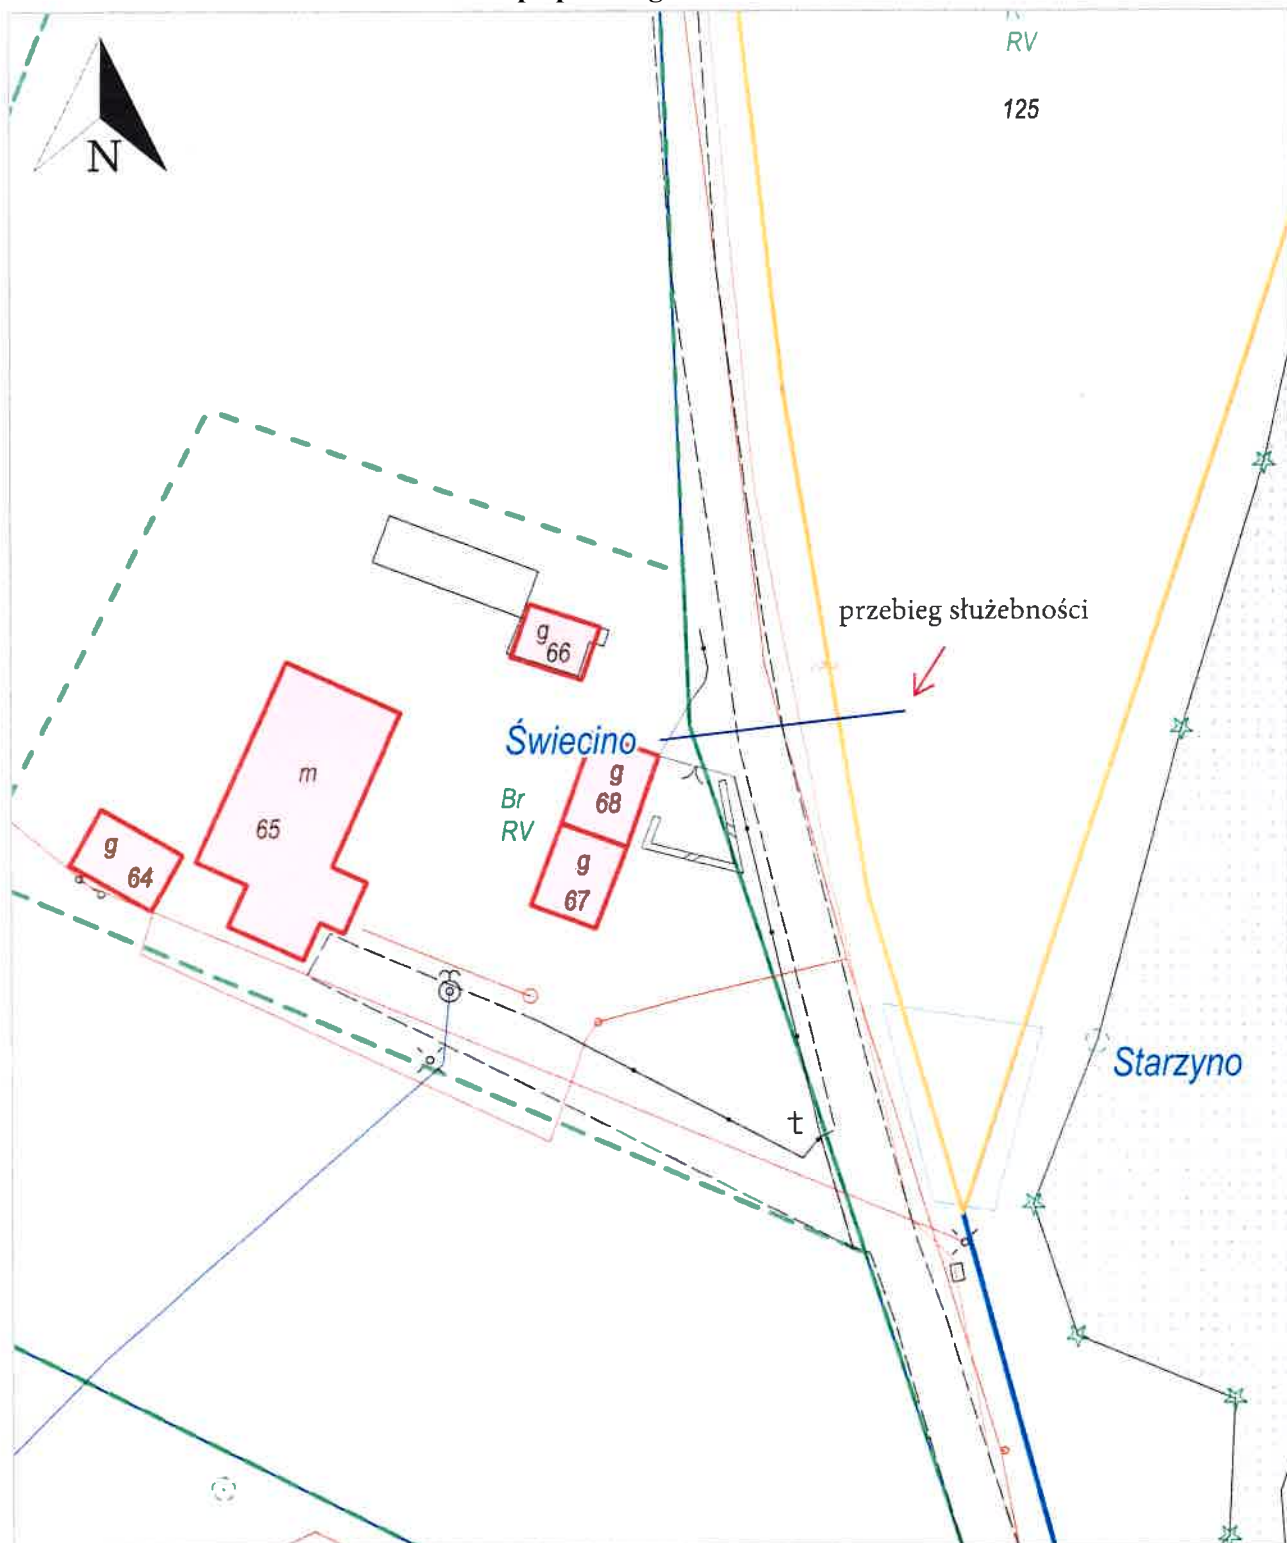 RV
125
N
przebieg służebności
g
66
Świecino
m
65
g
68
Br
RV
g
67
g
64
Starzyno
t